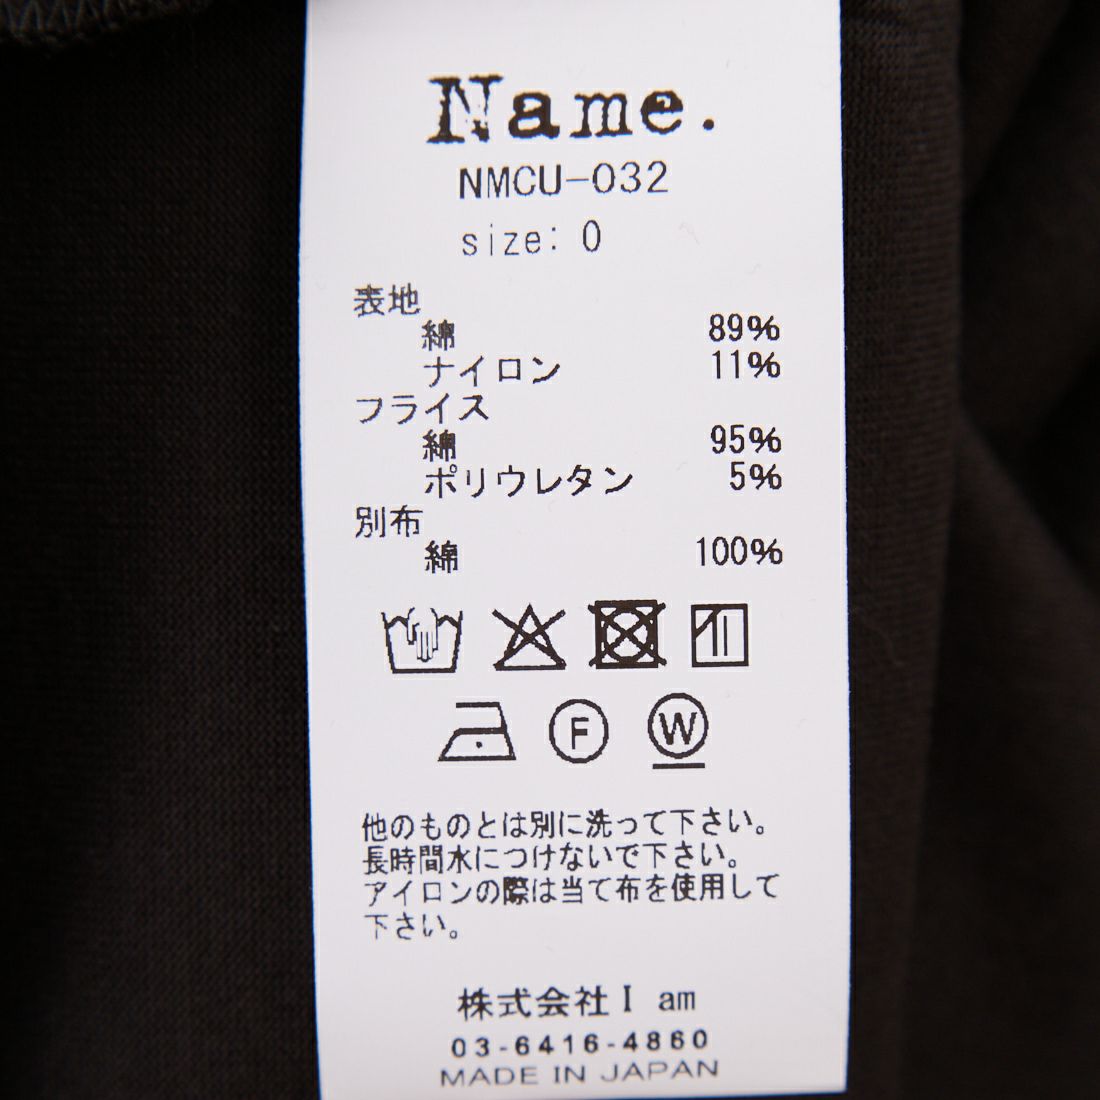 Name.
NMCU-032
size: 0
表地
綿 89%
ナイロン 11%
フライス
綿 95%
ポリウレタン 5%
別布
綿 100%
F W
他のものとは別に洗って下さい。
長時間水につけないで下さい。
アイロンの際は当て布を使用して
下さい。
株式会社I am
03-6416-4860
MADE IN JAPAN